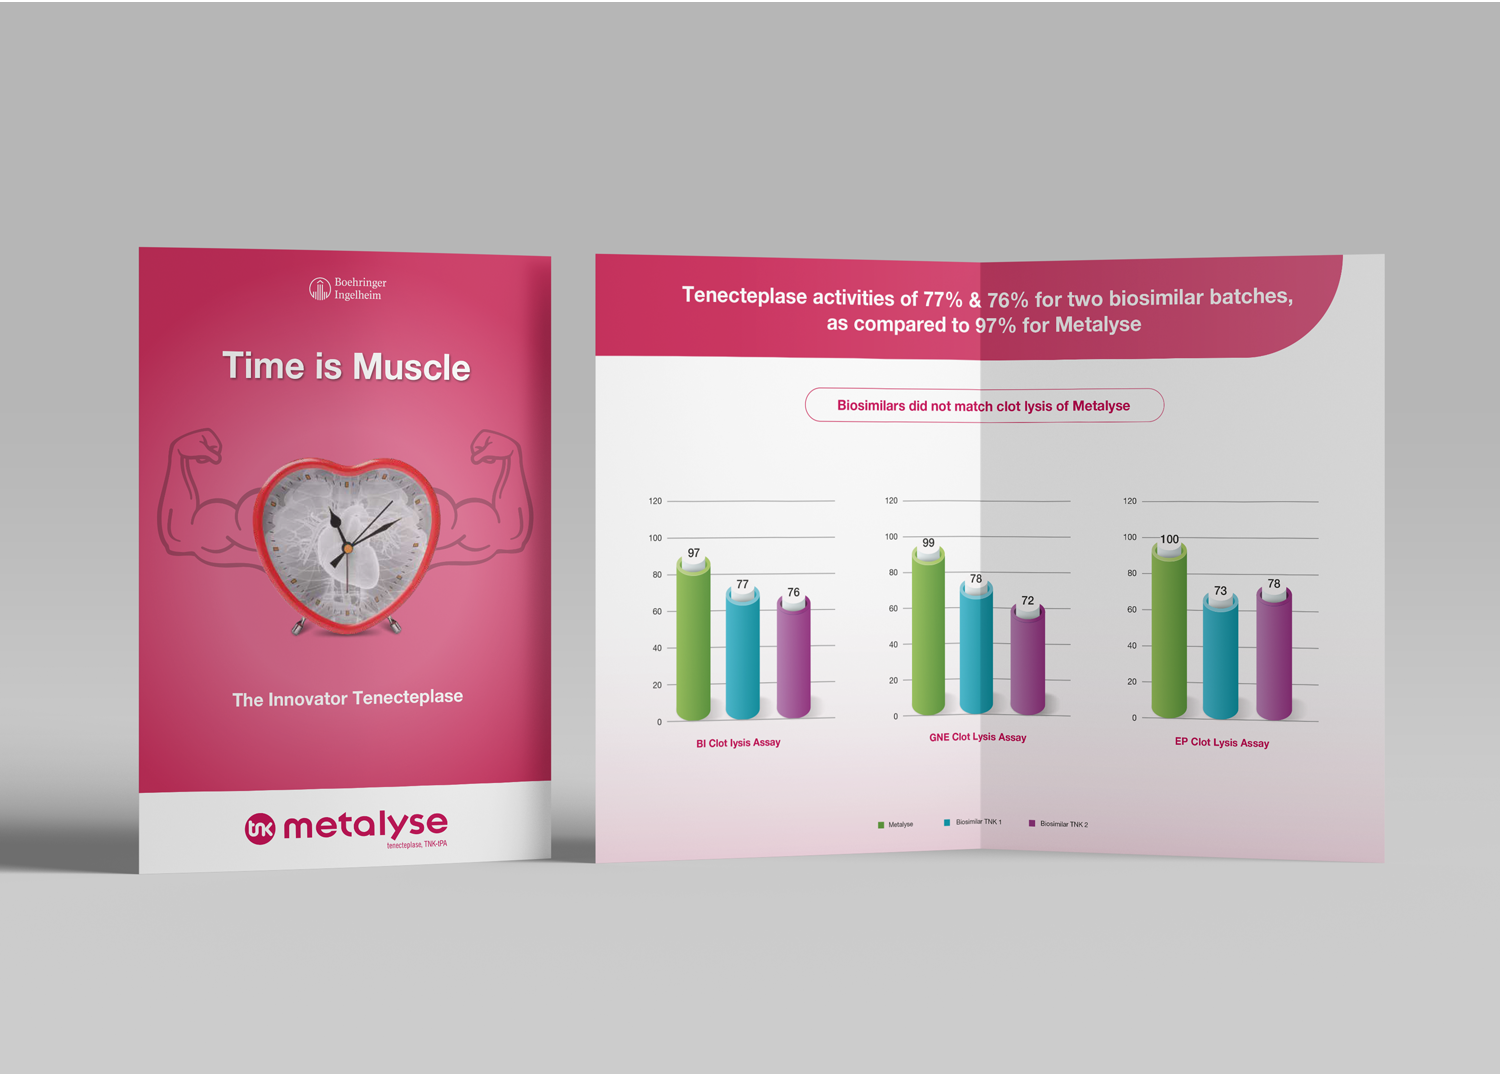 Boehringer
Ingelheim
Time is Muscle
The Innovator Tenecteplase
tnk metalyse
tenecteplase, TNK-tPA
Tenecteplase activities of 77% & 76% for two biosimilar batches,
as compared to 97% for Metalyse
Biosimilars did not match clot lysis of Metalyse
120
100
80
60
40
20
0
97
77
76
BI Clot lysis Assay
120
100
80
60
40
20
0
99
78
72
GNE Clot Lysis Assay
120
100
80
60
40
20
0
100
73
78
EP Clot Lysis Assay
Metalyse
Biosimilar TNK 1
Biosimilar TNK 2